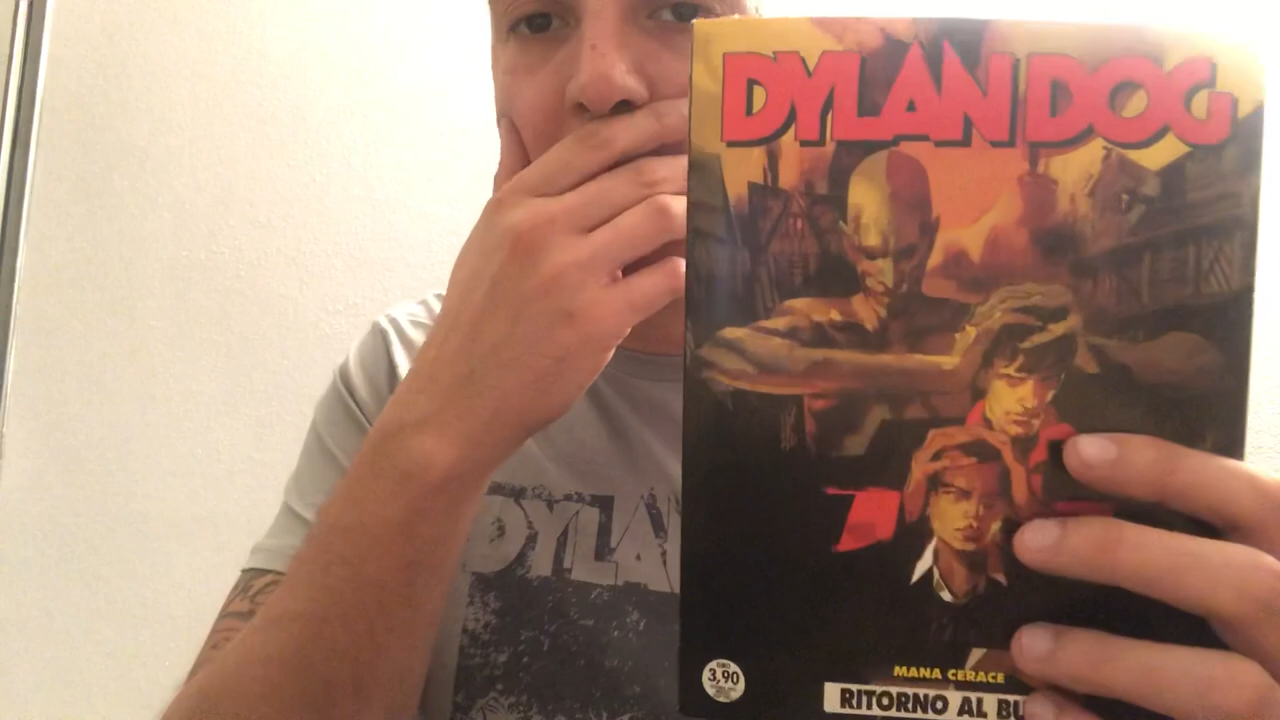 DYLAN DOG
DYLA
EURO
3,90
MANA CERACE
RITORNO AL BU